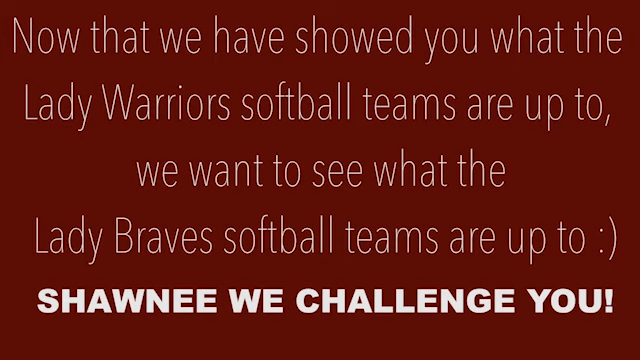 Now that we have showed you what the
Lady Warriors softball teams are up to,
we want to see what the
Lady Braves softball teams are up to :)
SHAWNEE WE CHALLENGE YOU!